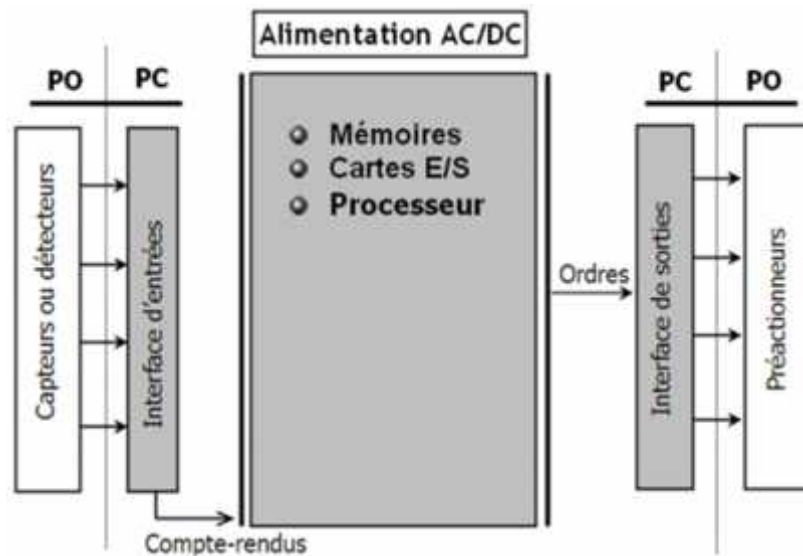 Alimentation AC/DC
PO
PC
PC
PO
Mémoires
Cartes E/S
Processeur
Capteurs ou détecteurs
Interface d'entrées
Ordres
Interface de sorties
Préactionneurs
Compte-rendus